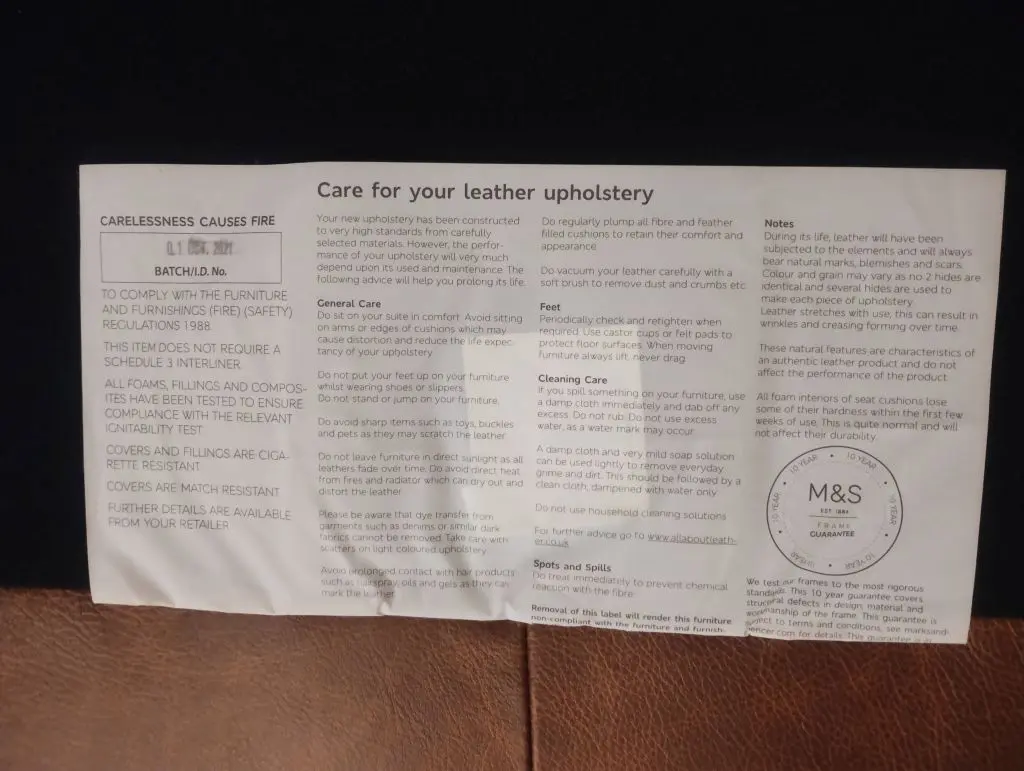 Care for your leather upholstery
CARELESSNESS CAUSES FIRE
2021
BATCH/I.D. No.
TO COMPLY WITH THE FURNITURE
AND FURNISHINGS (FIRE) (SAFETY)
REGULATIONS 1988
THIS ITEM DOES NOT REQUIRE A
SCHEDULE 3 INTERLINER
ALL FOAMS, FILLINGS AND COMPOS-
ITES HAVE BEEN TESTED TO ENSURE
COMPLIANCE WITH THE RELEVANT
IGNITABILITY TEST
COVERS AND FILLINGS ARE CIGA-
RETTE RESISTANT
COVERS ARE MATCH RESISTANT
FURTHER DETAILS ARE AVAILABLE
FROM YOUR RETAILER
Your new upholstery has been constructed
to very high standards from carefully
selected materials. However, the perfor-
mance of your upholstery will very much
depend upon its used and maintenance. The
following advice will help you prolong its life.
General Care
Do sit on your suite in comfort. Avoid sitting
on arms or edges of cushions which may
cause distortion and reduce the life expec-
tancy of your upholstery
Do not put your feet up on your furniture
whilst wearing shoes or slippers.
Do not stand or jump on your furniture.
Do avoid sharp items such as toys, buckles
and pets as they may scratch the leather
Do not leave furniture in direct sunlight as all
leathers fade over time. Do avoid direct heat
from fires and radiator which can dry out and
distort the leather
Please be aware that dye transfer from
garments such as denims or similar dark
fabrics cannot be removed. Take care with
scatters on light coloured upholstery
Avoid prolonged contact with hair products
such as hairspray, oils and gels as they can
mark the leather
Do regularly plump all fibre and feather
filled cushions to retain their comfort and
appearance
Do vacuum your leather carefully with a
soft brush to remove dust and crumbs etc
Feet
Periodically check and retighten when
required. Use castor cups or felt pads to
protect floor surfaces. When moving
furniture always lift, never drag
Cleaning Care
If you spill something on your furniture, use
a damp cloth immediately and dab off any
excess. Do not rub. Do not use excess
water, as a water mark may occur
A damp cloth and very mild soap solution
can be used lightly to remove everyday
grime and dirt. This should be followed by a
clean cloth, dampened with water only
Do not use household cleaning solutions
For further advice go to www.allaboutleath-
er.co.uk
Spots and Spills
Do treat immediately to prevent chemical
reaction with the fibre
Removal of this label will render this furniture
non-compliant with the furniture and furnish-
Notes
During its life, leather will have been
subjected to the elements and will always
bear natural marks, blemishes and scars.
Colour and grain may vary as no 2 hides are
identical and several hides are used to
make each piece of upholstery
Leather stretches with use, this can result in
wrinkles and creasing forming over time.
These natural features are characteristics of
an authentic leather product and do not
affect the performance of the product
All foam interiors of seat cushions lose
some of their hardness within the first few
weeks of use. This is quite normal and will
not affect their durability.
10 YEAR • 10 YEAR • 10 YEAR • 10 YEAR • 10 YEAR • 10 YEAR
M&S
EST. 1884
FRAME
GUARANTEE
We test our frames to the most rigorous
standards. This 10 year guarantee covers
structural defects in design, material and
workmanship of the frame. This guarantee is
subject to terms and conditions, see marksand-
spencer.com for details. This guarantee is in